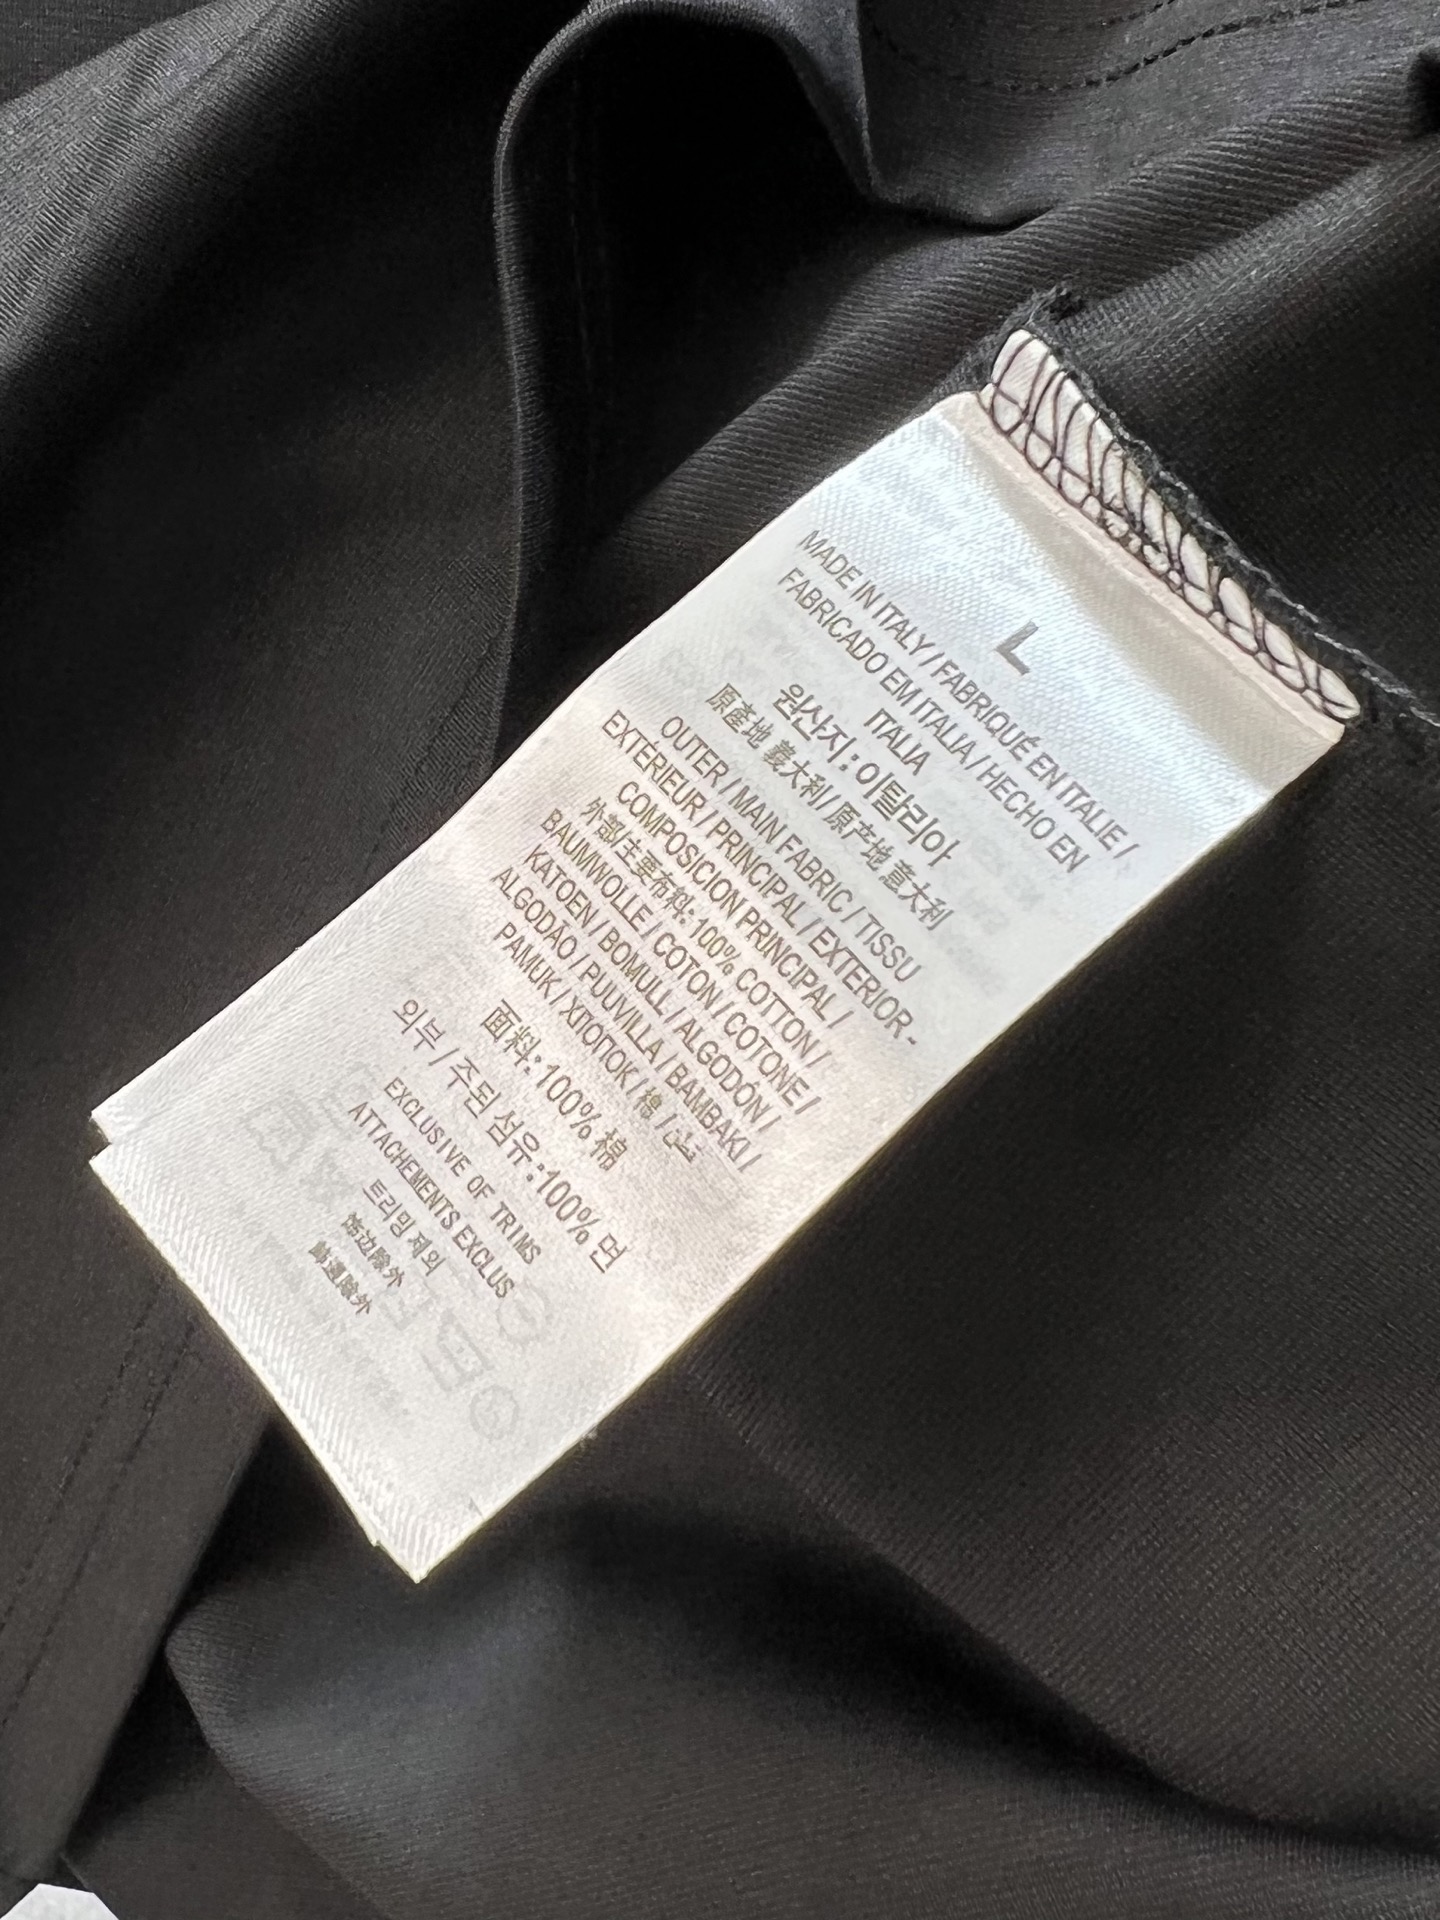 L
MADE IN ITALY / FABRIQUÉ EN ITALIE /
FABRICADO EM ITALIA / HECHO EN
ITALIA
원산지: 이탈리아
原產地 義大利/原产地 意大利
OUTER / MAIN FABRIC / TISSU
EXTÉRIEUR / PRINCIPAL / EXTERIOR -
COMPOSICION PRINCIPAL /
外部主要布料: 100% COTTON /
BAUMWOLLE / COTON / COTONE /
KATOEN / BOMULL / ALGODÓN /
ALGODÃO / PUUVILLA / BAMBAKI /
PAMUK / ХΠΟΠΟΚ / 棉 /
面料: 100% 棉
외부 / 주된 섬유: 100% 면
EXCLUSIVE OF TRIMS
ATTACHEMENTS EXCLUS
트리밍 제외
边除外
邊除外